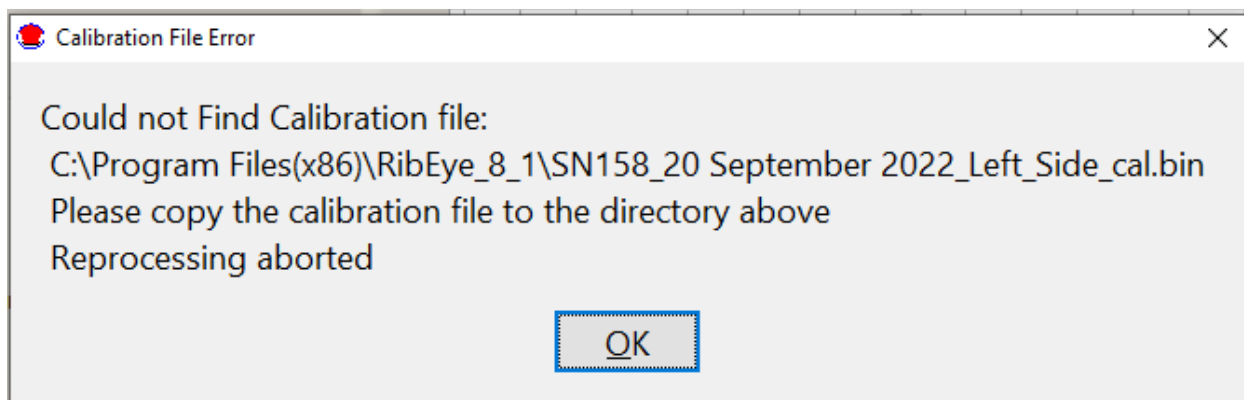 Calibration File Error
Could not Find Calibration file:
C:\Program Files(x86)\RibEye_8_1\SN158_20 September 2022_Left_Side_cal.bin
Please copy the calibration file to the directory above
Reprocessing aborted
OK